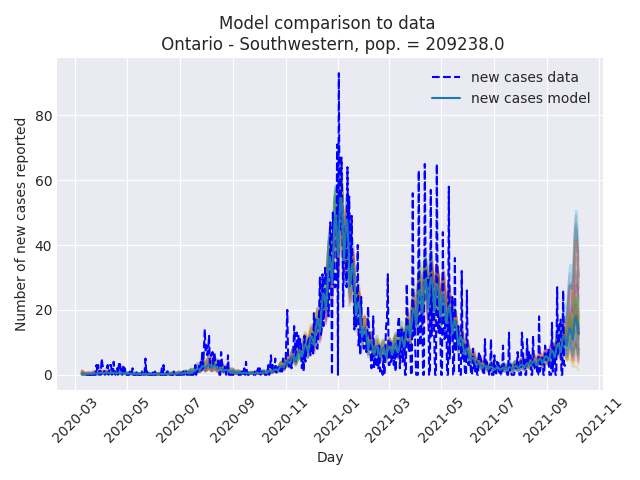 Model comparison to data
Ontario - Southwestern, pop. = 209238.0
new cases data
new cases model
Number of new cases reported
80
60
40
20
0
2020-03
2020-05
2020-07
2020-09
2020-11
2021-01
2021-03
2021-05
2021-07
2021-09
2021-11
Day